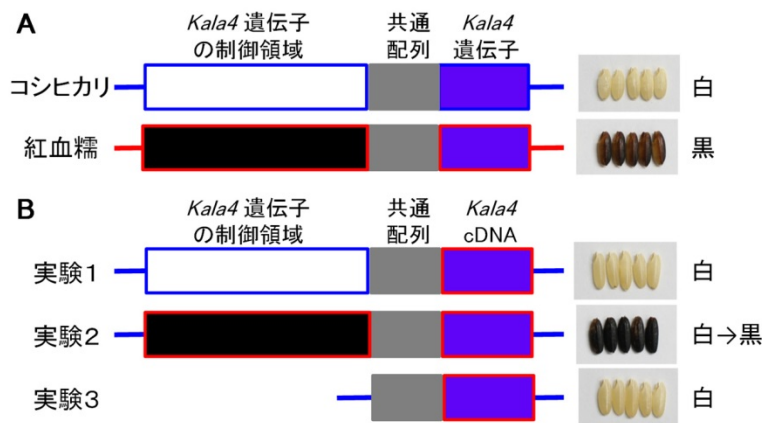 A
Kala4 遺伝子
の制御領域
共通
配列
Kala4
遺伝子
コシヒカリ
白
紅血糯
黒
B
Kala4 遺伝子
の制御領域
共通
配列
Kala4
cDNA
実験1
白
実験2
白→黒
実験3
白